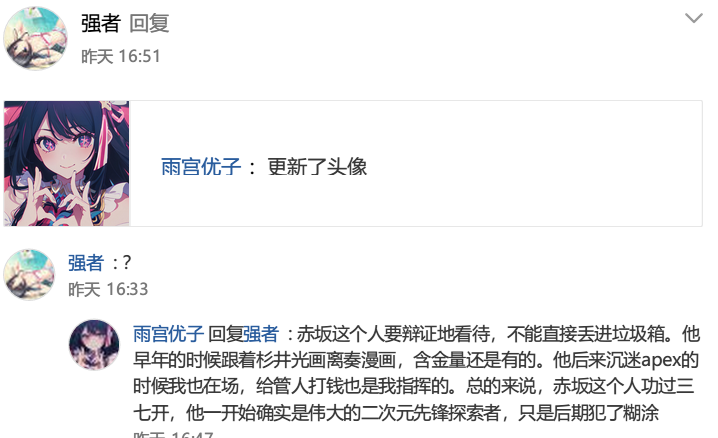 强者 回复
昨天 16:51
雨宫优子 : 更新了头像
强者 : ?
昨天 16:33
雨宫优子 回复强者 : 赤坂这个人要辩证地看待，不能直接丢进垃圾箱。他
早年的时候跟着杉井光画离奏漫画，含金量还是有的。他后来沉迷apex的
时候我也在场，给管人打钱也是我指挥的。总的来说，赤坂这个人功过三
七开，他一开始确实是伟大的二次元先锋探索者，只是后期犯了糊涂
昨天 16:47